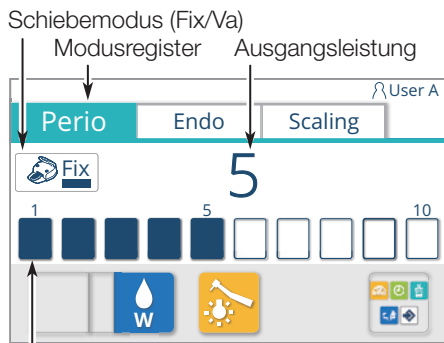 Schiebemodus (Fix/Va)
Modusregister Ausgangsleistung
User A
Perio Endo Scaling
Fix
5
1 5 10
W